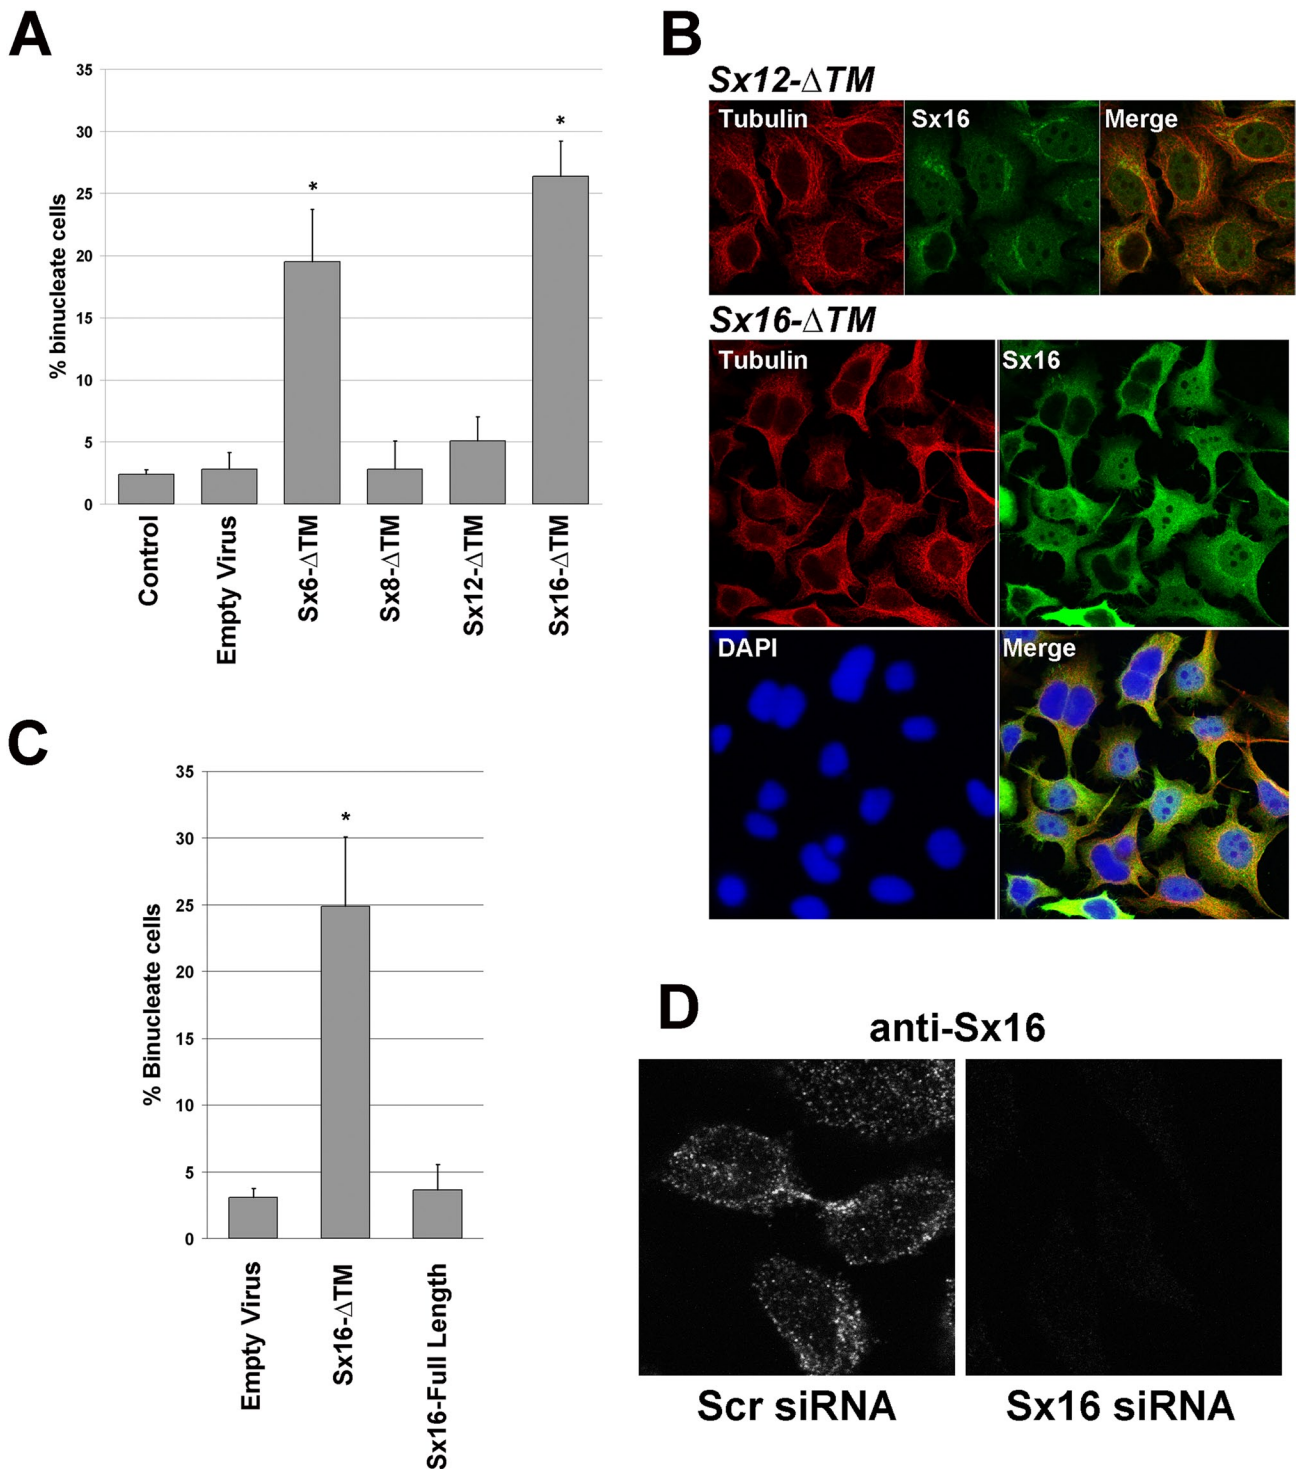 A
35
30
25
20
15
10
5
0
% binucleate cells
*
*
Control
Empty Virus
Sx6-ΔTM
Sx8-ΔTM
Sx12-ΔTM
Sx16-ΔTM
B
Sx12-ΔTM
Tubulin
Sx16
Merge
Sx16-ΔTM
Tubulin
Sx16
DAPI
Merge
C
35
30
25
20
15
10
5
0
% Binucleate cells
*
Empty Virus
Sx16-ΔTM
Sx16-Full Length
D
anti-Sx16
Scr siRNA
Sx16 siRNA